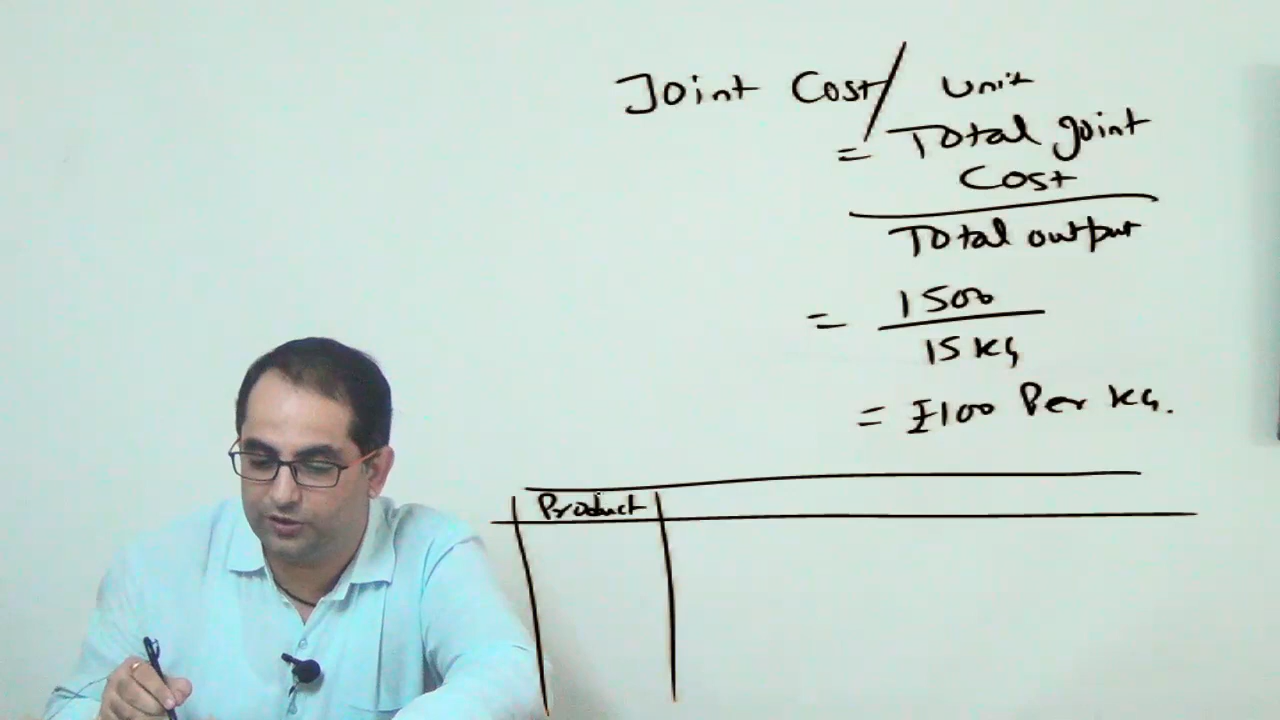 Joint Cost/ unit
= Total joint
Cost
Total output
= 1500
15 KG
= ₹100 Per KG.
Product